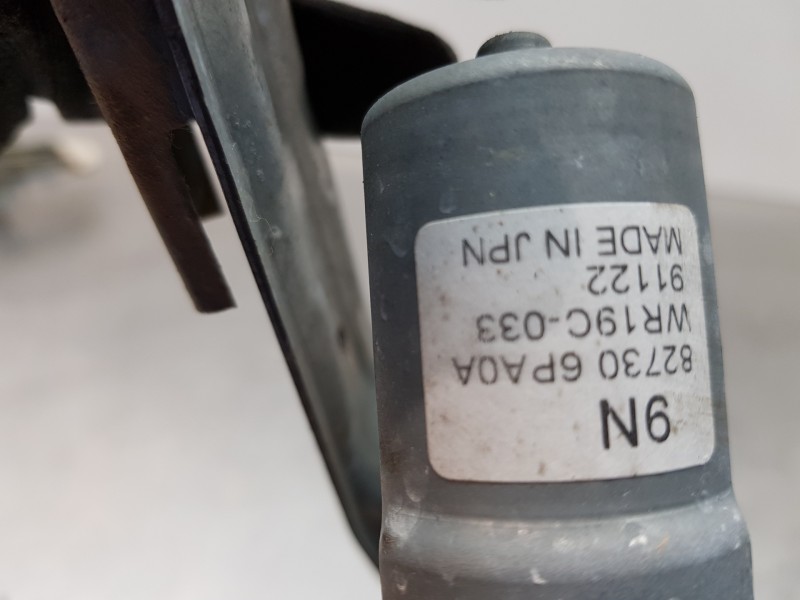 9N
82730 6PA0A
WR19C-033
91122
MADE IN JPN